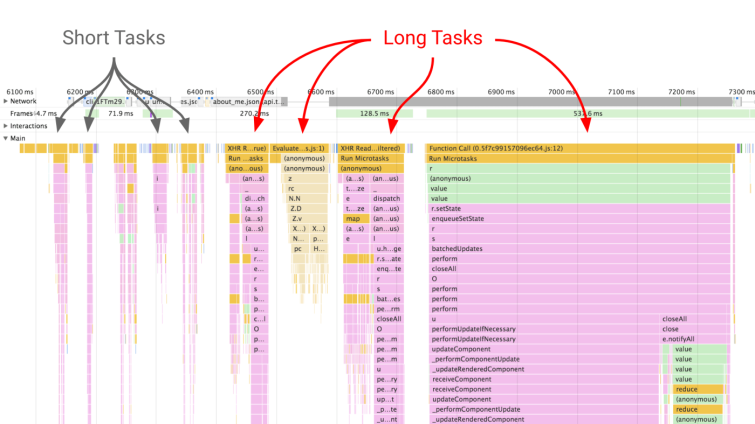 Short Tasks
Long Tasks
6100 ms 6200 ms 6300 ms 6400 ms 6500 ms 6600 ms 6700 ms 6800 ms 6900 ms 7000 ms 7100 ms 7200 ms 7300 ms
Network
about_me.json
Frames 4.7 ms 71.9 ms 270.2 ms 128.5 ms 537.6 ms
Interactions
Main
XHR R...rue) Evaluate...s.js:1) XHR Read...iltered) Function Call (0.5f7c99157096ec64.js:12)
Run ...asks (anonymous) Run Microtasks Run Microtasks
(ano...ous) (anonymous) (anonymous) r
i (an...s) z (a...s) (an...us) (anonymous)
_ rc t....ze _ value
di...ch N.N e dispatch value
i (a...s) Z.D t....ze (an...us) r.setState
(a...s) Z.v map (an...us) enqueueSetState
(a...s) X...) X...) (a...s) (an...us) r
l N... p... e l s
u... pc H... u.h...ge batchedUpdates
r... r.s...ate perform
e... enq...te closeAll
r r O
s s perform
b... bat...es perform
p... pe...rm perform
c...l closeAll u closeAll
O O performUpdateIfNecessary close
p... pe...m performUpdateIfNecessary e.notifyAll
p... pe...m updateComponent value
pe...m _performComponentUpdate value
u _updateRenderedComponent value
pe...ry receiveComponent value
pe...ry receiveComponent reduce
up...t updateComponent (anonymous)
_p...te _performComponentUpdate reduce
_u...nt _updateRenderedComponent (anonymous)